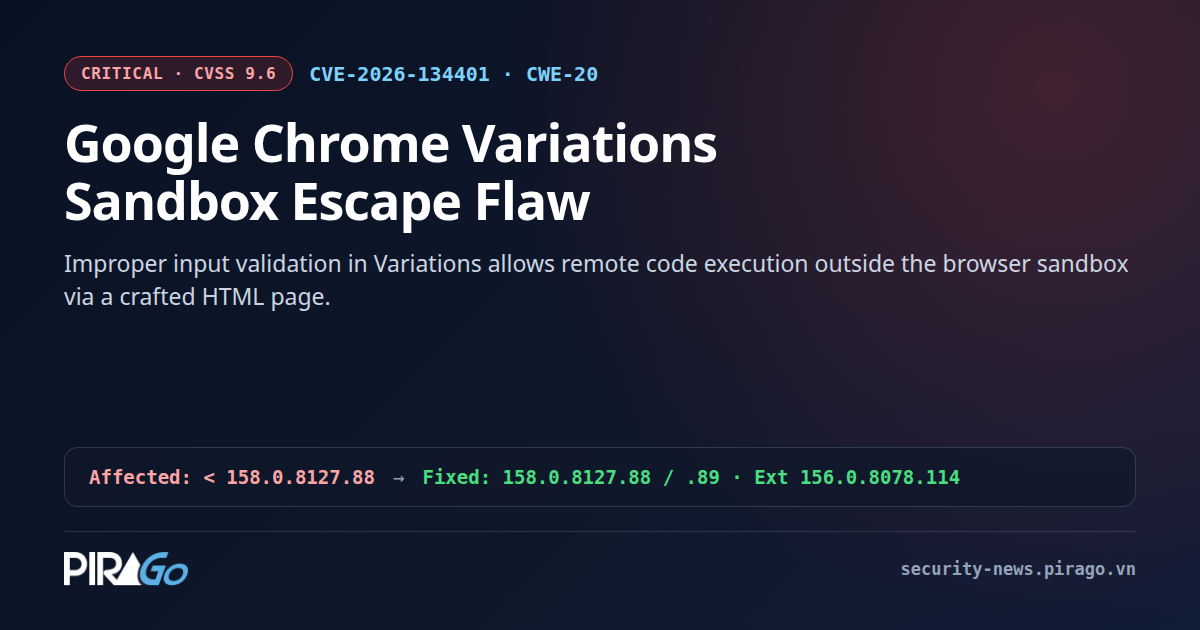 CRITICAL · CVSS 9.6 CVE-2026-134401 · CWE-20
Google Chrome Variations
Sandbox Escape Flaw
Improper input validation in Variations allows remote code execution outside the browser sandbox
via a crafted HTML page.
Affected: < 158.0.8127.88 → Fixed: 158.0.8127.88 / .89 · Ext 156.0.8078.114
PIRAGO security-news.pirago.vn